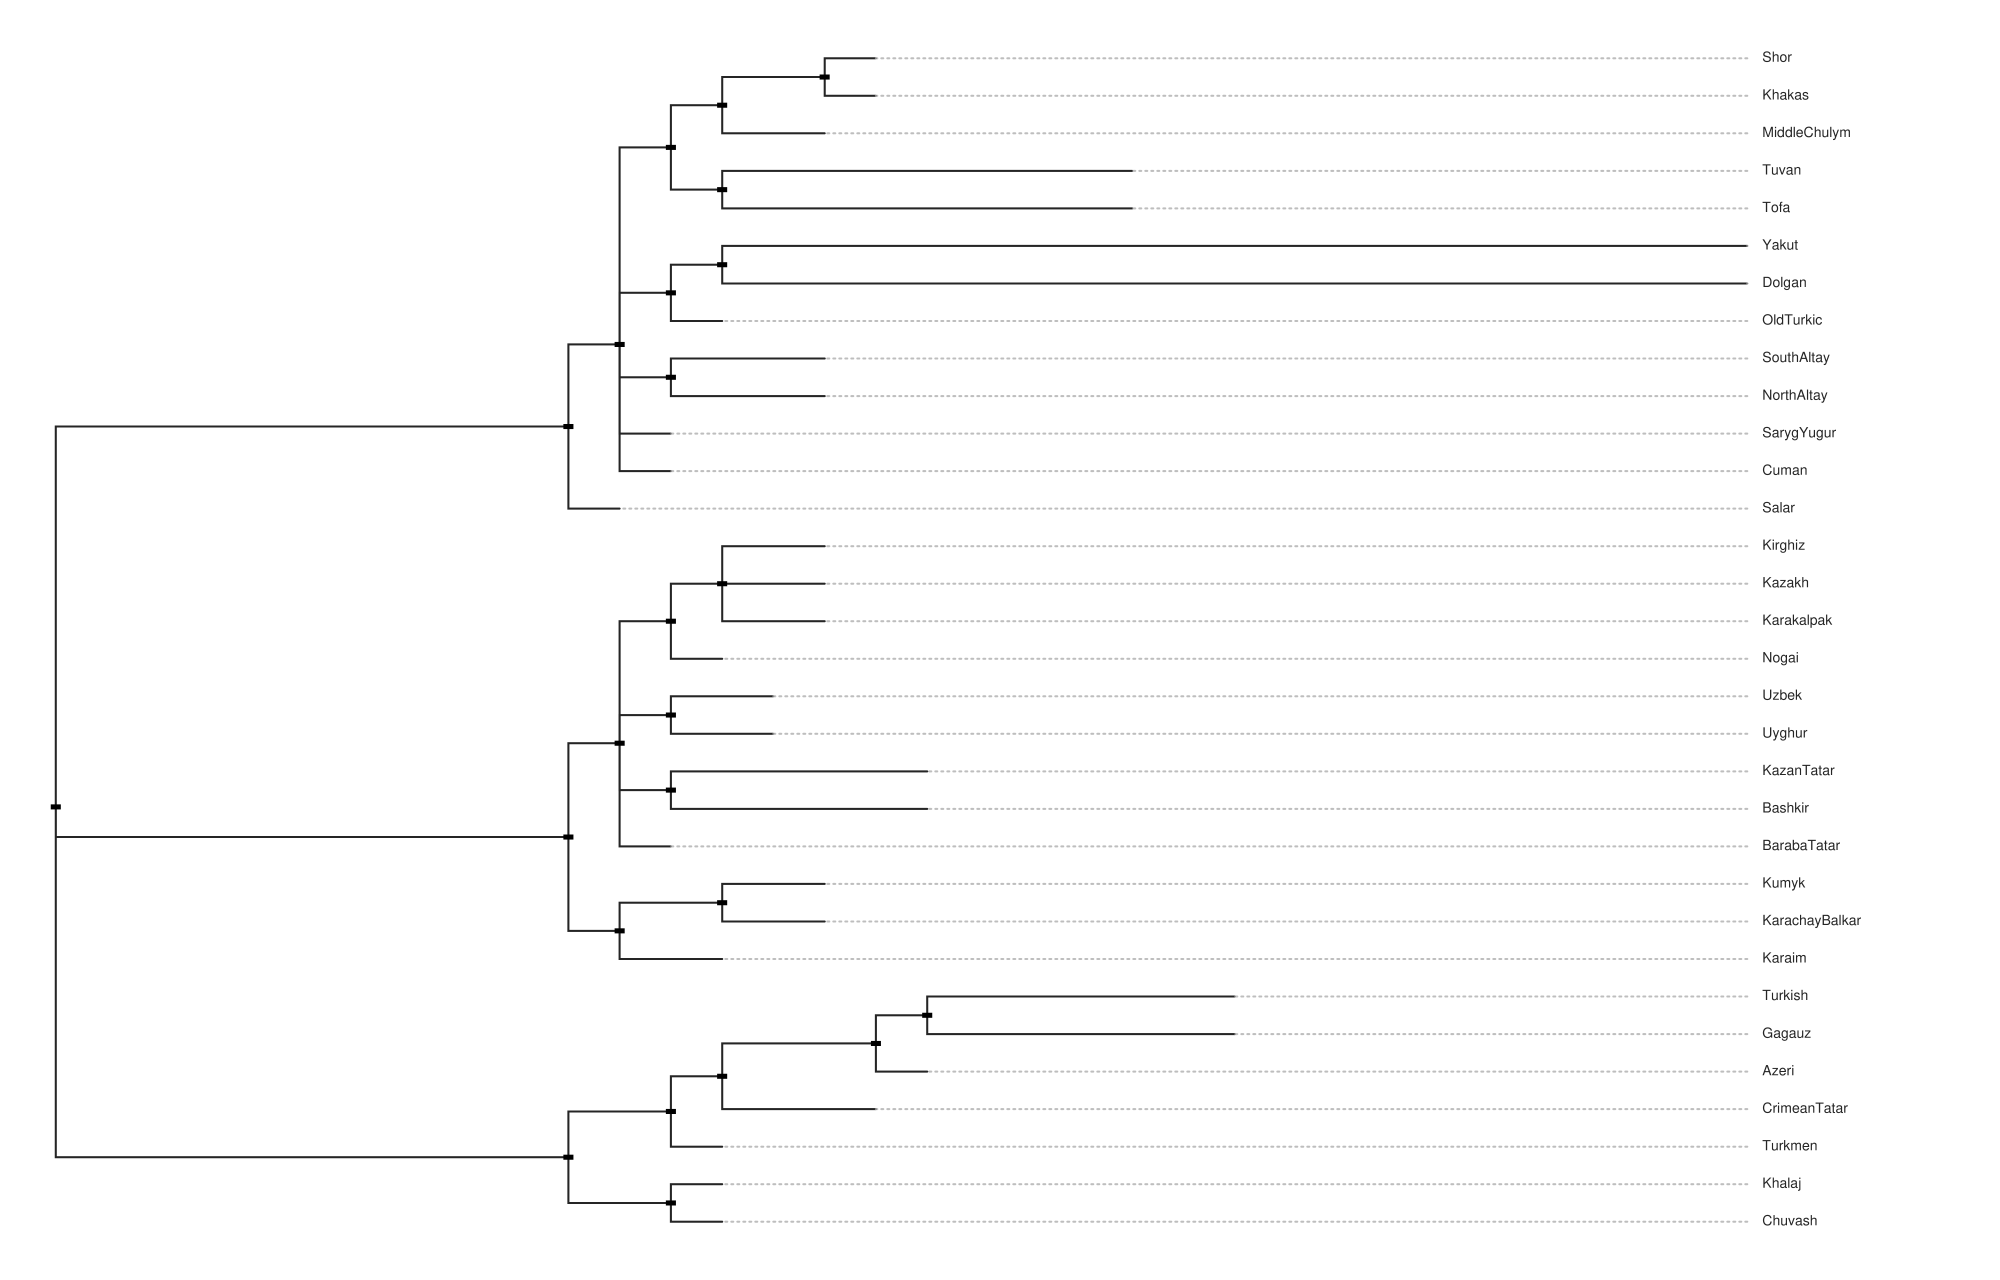 Shor
Khakas
MiddleChulym
Tuvan
Tofa
Yakut
Dolgan
OldTurkic
SouthAltay
NorthAltay
SarygYugur
Cuman
Salar
Kirghiz
Kazakh
Karakalpak
Nogai
Uzbek
Uyghur
KazanTatar
Bashkir
BarabaTatar
Kumyk
KarachayBalkar
Karaim
Turkish
Gagauz
Azeri
CrimeanTatar
Turkmen
Khalaj
Chuvash